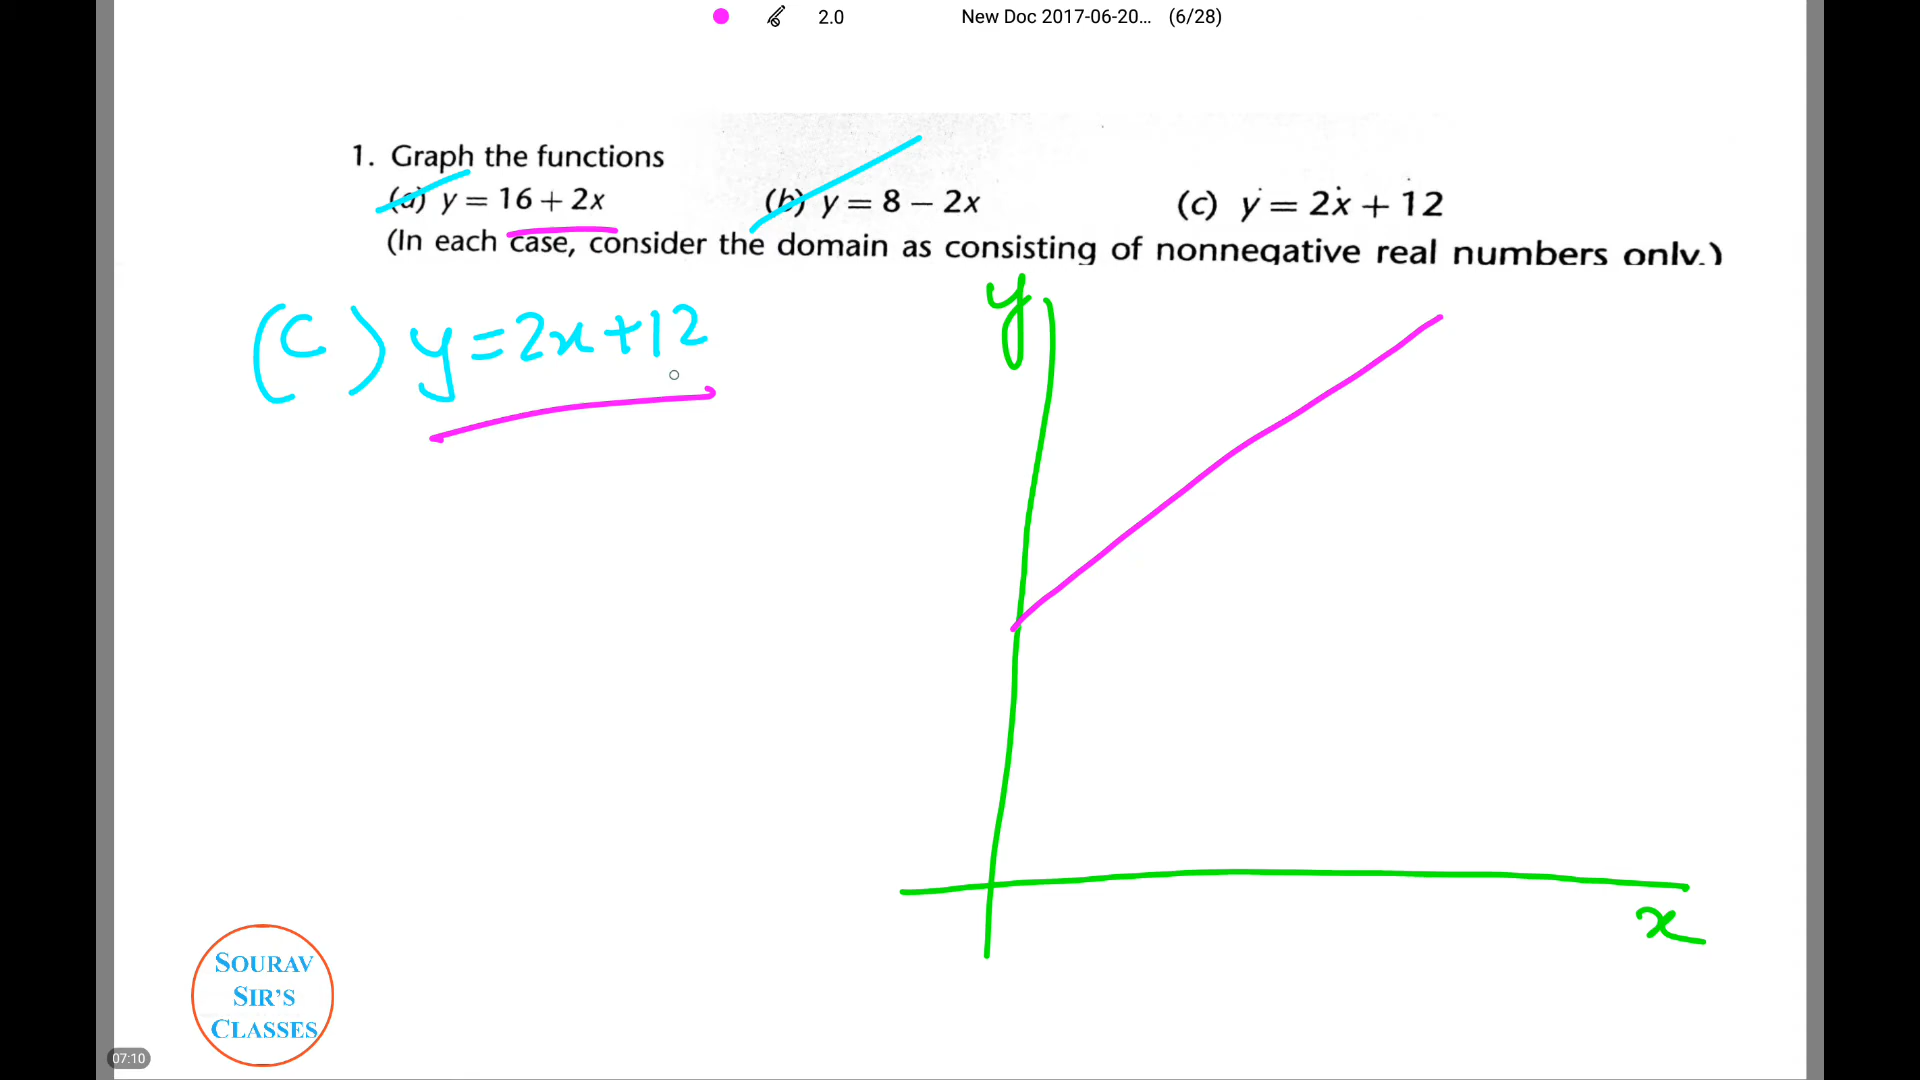 2.0 New Doc 2017-06-20... (6/28)
1. Graph the functions
(a) y = 16 + 2x (b) y = 8 – 2x (c) y = 2x + 12
(In each case, consider the domain as consisting of nonnegative real numbers only.)
(C) y=2x+12
y
x
SOURAV
SIR'S
CLASSES
07:10